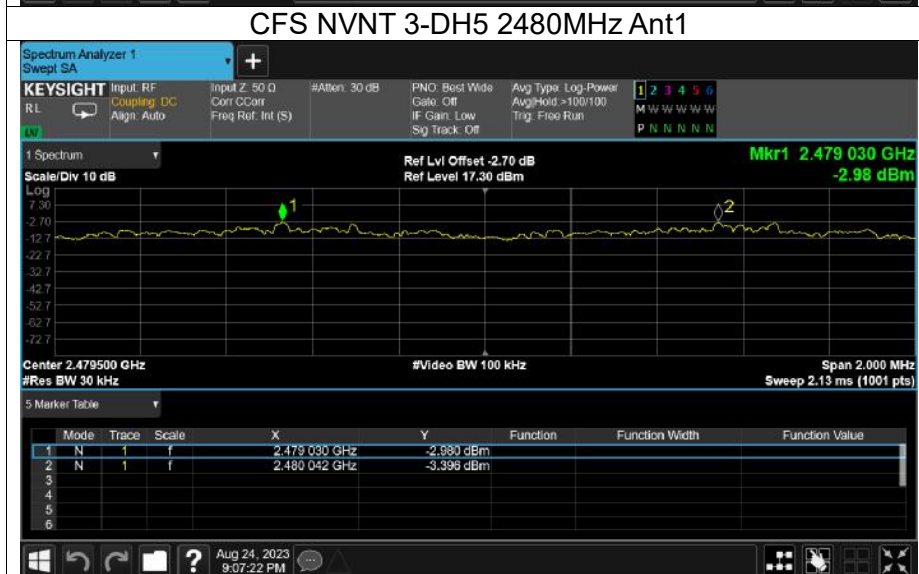 CFS NVNT 3-DH5 2480MHz Ant1
Spectrum Analyzer 1
Swept SA
+
KEYSIGHT Input: RF Input Z: 50 Ω #Atten: 30 dB PNO: Best Wide Avg Type: Log-Power 1 2 3 4 5 6
RL Coupling: DC Corr CCorr Gate: Off Avg|Hold:>100/100 M W W W W W
Align: Auto Freq Ref: Int (S) IF Gain: Low Trig: Free Run
LXI Sig Track: Off P N N N N N
1 Spectrum
Ref Lvl Offset -2.70 dB Mkr1 2.479 030 GHz
Scale/Div 10 dB Ref Level 17.30 dBm -2.98 dBm
Log
7.30
1 2
-2.70
-12.7
-22.7
-32.7
-42.7
-52.7
-62.7
-72.7
Center 2.479500 GHz #Video BW 100 kHz Span 2.000 MHz
#Res BW 30 kHz Sweep 2.13 ms (1001 pts)
5 Marker Table
Mode Trace Scale X Y Function Function Width Function Value
1 N 1 f 2.479 030 GHz -2.980 dBm
2 N 1 f 2.480 042 GHz -3.396 dBm
3
4
5
6
? Aug 24, 2023
9:07:22 PM